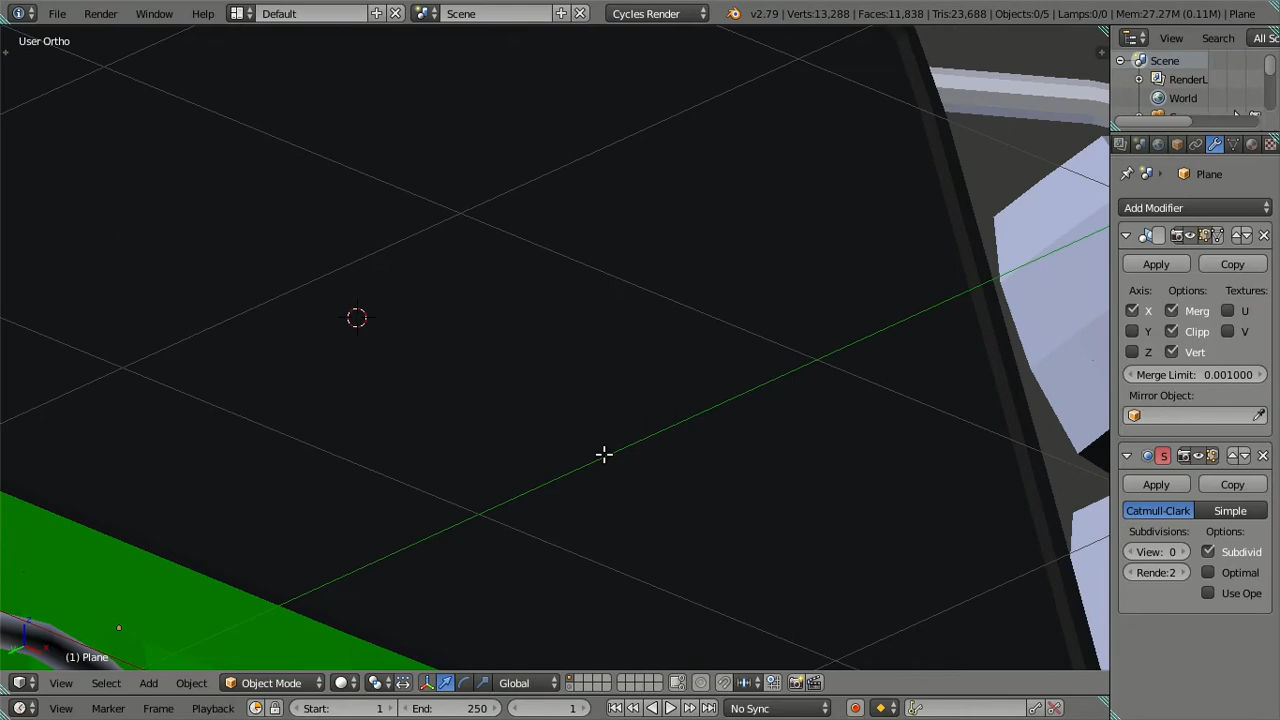 File Render Window Help Default Scene Cycles Render v2.79 | Verts:13,288 | Faces:11,838 | Tris:23,688 | Objects:0/5 | Lamps:0/0 | Mem:27.27M (0.11M) | Plane
User Ortho
View Search All Sc
Scene
RenderL
World
Plane
Add Modifier
Apply Copy
Axis: Options: Textures:
X Merg U
Y Clipp V
Z Vert
Merge Limit: 0.001000
Mirror Object:
S
Apply Copy
Catmull-Clark Simple
Subdivisions: Options:
View: 0 Subdivid
Rende:2 Optimal
Use Ope
(1) Plane
View Select Add Object Object Mode Global
View Marker Frame Playback Start: 1 End: 250 1 No Sync